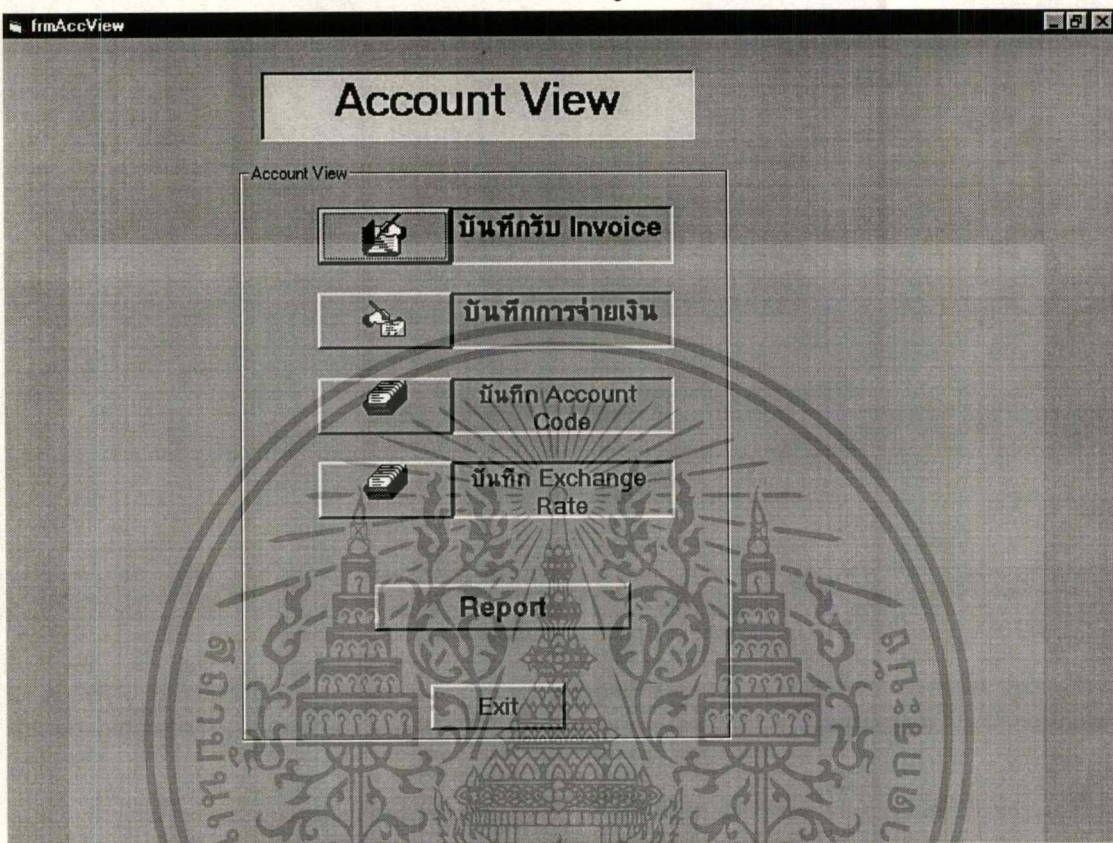 frmAccView
Account View
Account View
บันทึกรับ Invoice
บันทึกการจ่ายเงิน
บันทึก Account
Code
บันทึก Exchange
Rate
Report
Exit